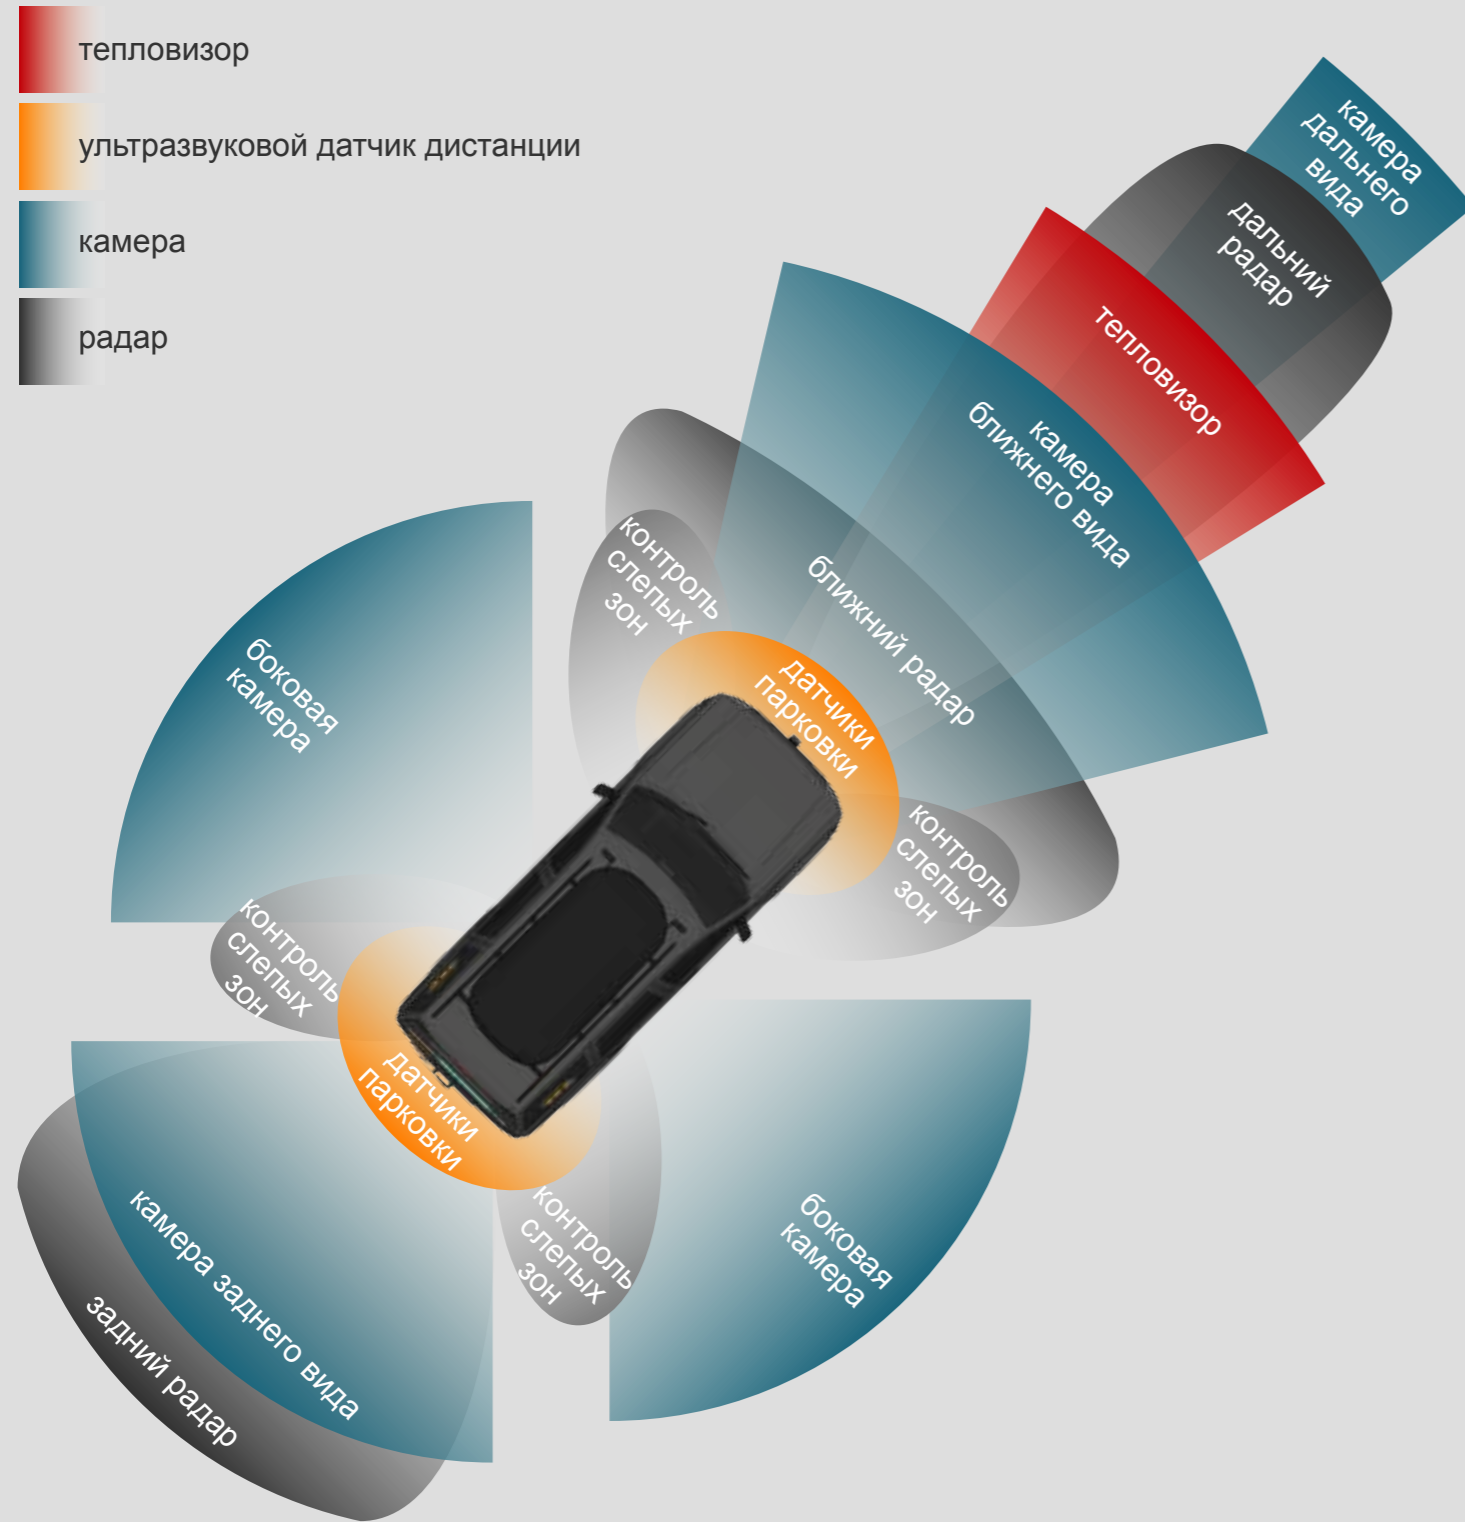 тепловизор
ультразвуковой датчик дистанции
камера
радар
камера
дальнего
вида
дальний
радар
тепловизор
камера
ближнего вида
ближний радар
контроль
слепых
зон
датчики
парковки
боковая
камера
контроль
слепых
зон
контроль
слепых
зон
датчики
парковки
контроль
слепых
зон
боковая
камера
камера заднего вида
задний радар